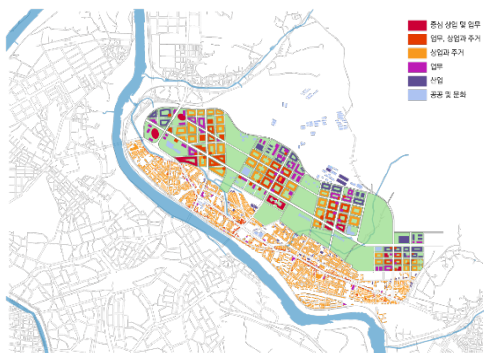 중심 상업 및 업무
업무, 상업과 주거
상업과 주거
업무
산업
공공 및 문화